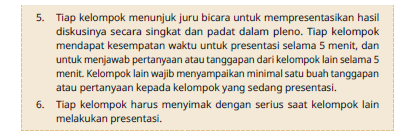 5. Tiap kelompok menunjuk juru bicara untuk mempresentasikan hasil
diskusinya secara singkat dan padat dalam pleno. Tiap kelompok
mendapat kesempatan waktu untuk presentasi selama 5 menit, dan
untuk menjawab pertanyaan atau tanggapan dari kelompok lain selama 5
menit. Kelompok lain wajib menyampaikan minimal satu buah tanggapan
atau pertanyaan kepada kelompok yang sedang presentasi.
6. Tiap kelompok harus menyimak dengan serius saat kelompok lain
melakukan presentasi.